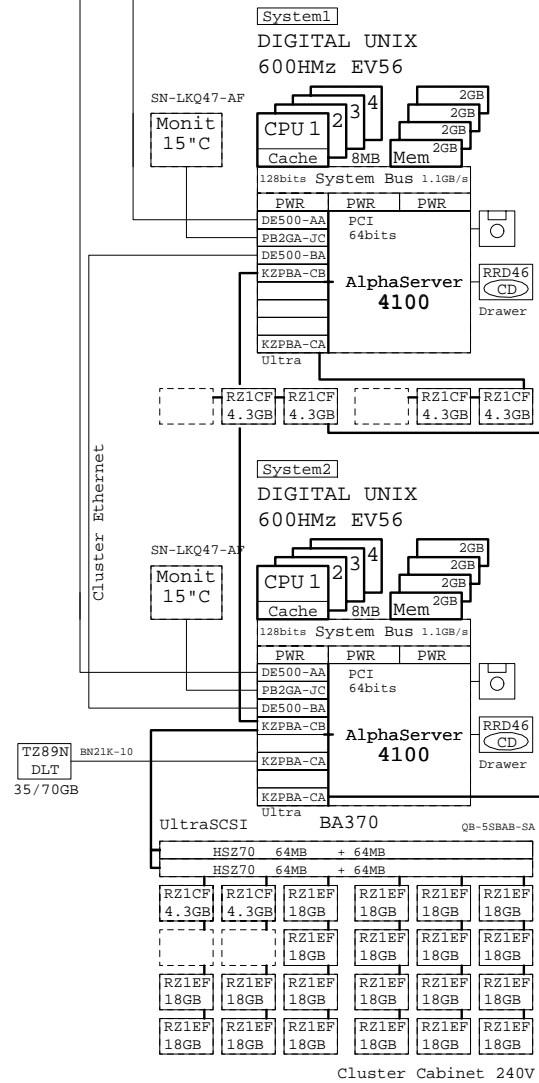 System1
DIGITAL UNIX
600HMz EV56
SN-LKQ47-AF
Monit
15"C
CPU 1 2 3 4
Cache 8MB
2GB
2GB
2GB
Mem 2GB
128bits System Bus 1.1GB/s
PWR PWR PWR
DE500-AA PCI
PB2GA-JC 64bits
DE500-BA
KZPBA-CB
AlphaServer
4100
RRD46
CD
Drawer
KZPBA-CA
Ultra
RZ1CF RZ1CF RZ1CF RZ1CF
4.3GB 4.3GB 4.3GB 4.3GB
Cluster Ethernet
System2
DIGITAL UNIX
600HMz EV56
SN-LKQ47-AF
Monit
15"C
CPU 1 2 3 4
Cache 8MB
2GB
2GB
2GB
Mem 2GB
128bits System Bus 1.1GB/s
PWR PWR PWR
DE500-AA PCI
PB2GA-JC 64bits
DE500-BA
KZPBA-CB
AlphaServer
4100
RRD46
CD
Drawer
TZ89N BN21K-10
DLT
35/70GB
KZPBA-CA
KZPBA-CA
Ultra
UltraSCSI BA370 QB-5SBAB-SA
HSZ70 64MB + 64MB
HSZ70 64MB + 64MB
RZ1CF RZ1CF RZ1EF RZ1EF RZ1EF RZ1EF
4.3GB 4.3GB 18GB 18GB 18GB 18GB
RZ1EF RZ1EF RZ1EF RZ1EF
18GB 18GB 18GB 18GB
RZ1EF RZ1EF RZ1EF RZ1EF RZ1EF RZ1EF
18GB 18GB 18GB 18GB 18GB 18GB
RZ1EF RZ1EF RZ1EF RZ1EF RZ1EF RZ1EF
18GB 18GB 18GB 18GB 18GB 18GB
Cluster Cabinet 240V